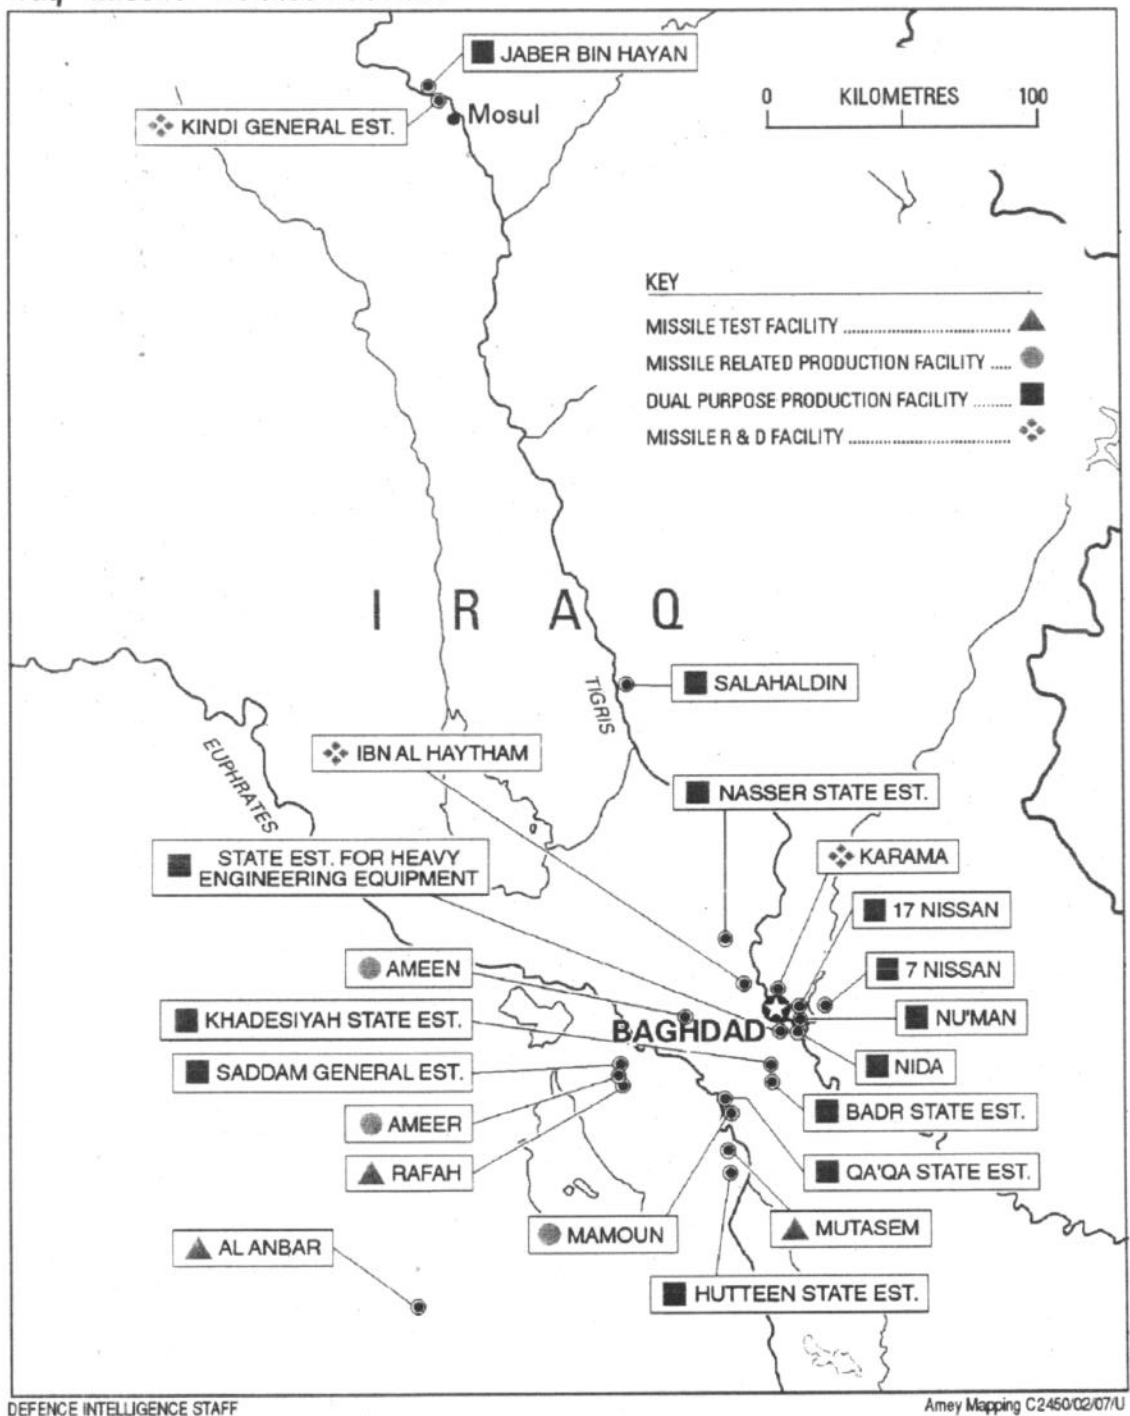 JABER BIN HAYAN
0 KILOMETRES 100
Mosul
KINDI GENERAL EST.
KEY
MISSILE TEST FACILITY
MISSILE RELATED PRODUCTION FACILITY
DUAL PURPOSE PRODUCTION FACILITY
MISSILE R & D FACILITY
IRAQ
SALAHALDIN
TIGRIS
EUPHRATES
IBN AL HAYTHAM
NASSER STATE EST.
STATE EST. FOR HEAVY
ENGINEERING EQUIPMENT
KARAMA
17 NISSAN
AMEEN
7 NISSAN
KHADESIYAH STATE EST.
BAGHDAD
NU'MAN
SADDAM GENERAL EST.
NIDA
AMEER
BADR STATE EST.
RAFAH
QA'QA STATE EST.
MAMOUN
MUTASEM
AL ANBAR
HUTTEEN STATE EST.
DEFENCE INTELLIGENCE STAFF
Amey Mapping C2450/02/07/U